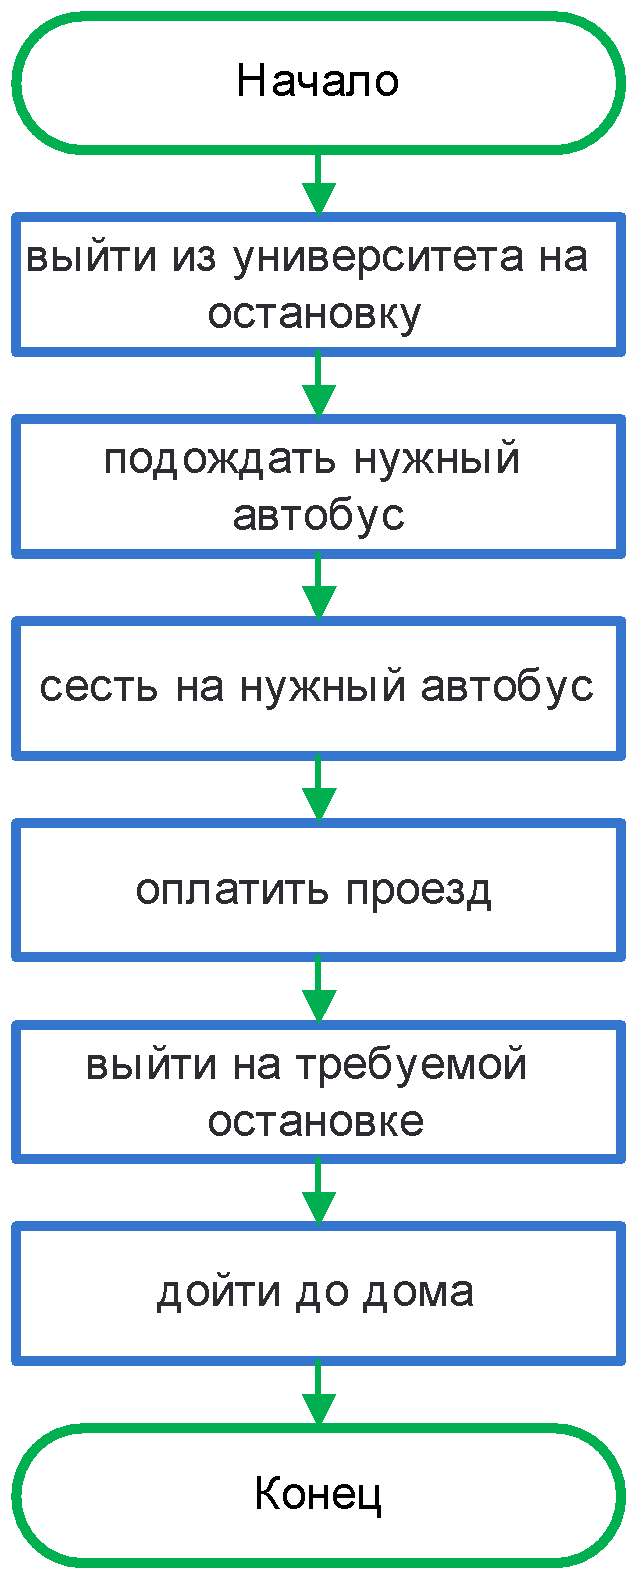 Начало
выйти из университета на
остановку
подождать нужный
автобус
сесть на нужный автобус
оплатить проезд
выйти на требуемой
остановке
дойти до дома
Конец